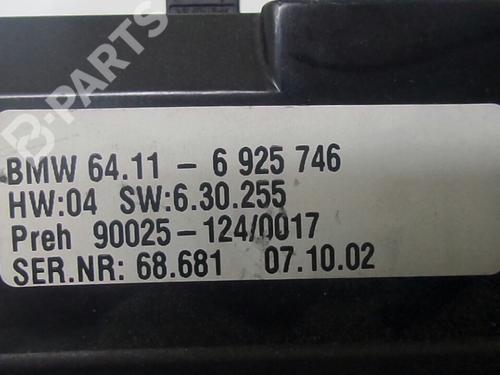 B-PARTS
BMW 64.11 - 6 925 746
HW:04 SW:6.30.255
Preh 90025-124/0017
SER.NR: 68.681 07.10.02